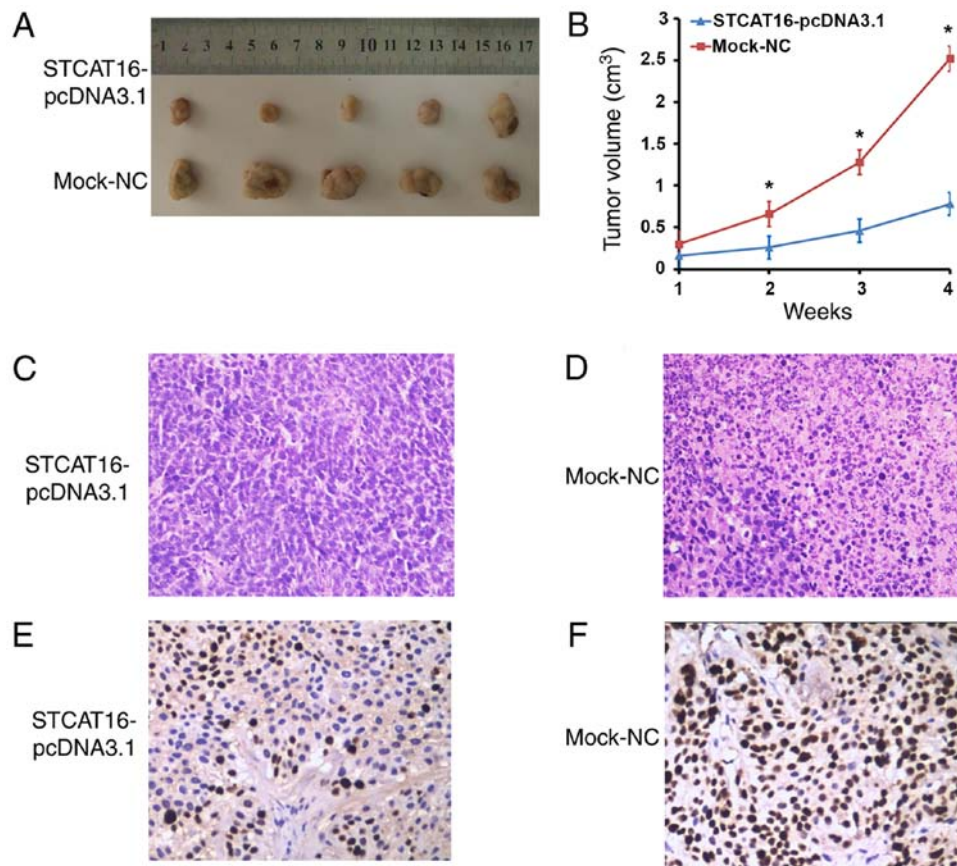 A
1 2 3 4 5 6 7 8 9 10 11 12 13 14 15 16 17
STCAT16-
pcDNA3.1
Mock-NC
B
STCAT16-pcDNA3.1
Mock-NC
Tumor volume (cm³)
3
2.5
2
1.5
1
0.5
0
*
*
*
1 2 3 4
Weeks
C
STCAT16-
pcDNA3.1
D
Mock-NC
E
STCAT16-
pcDNA3.1
F
Mock-NC